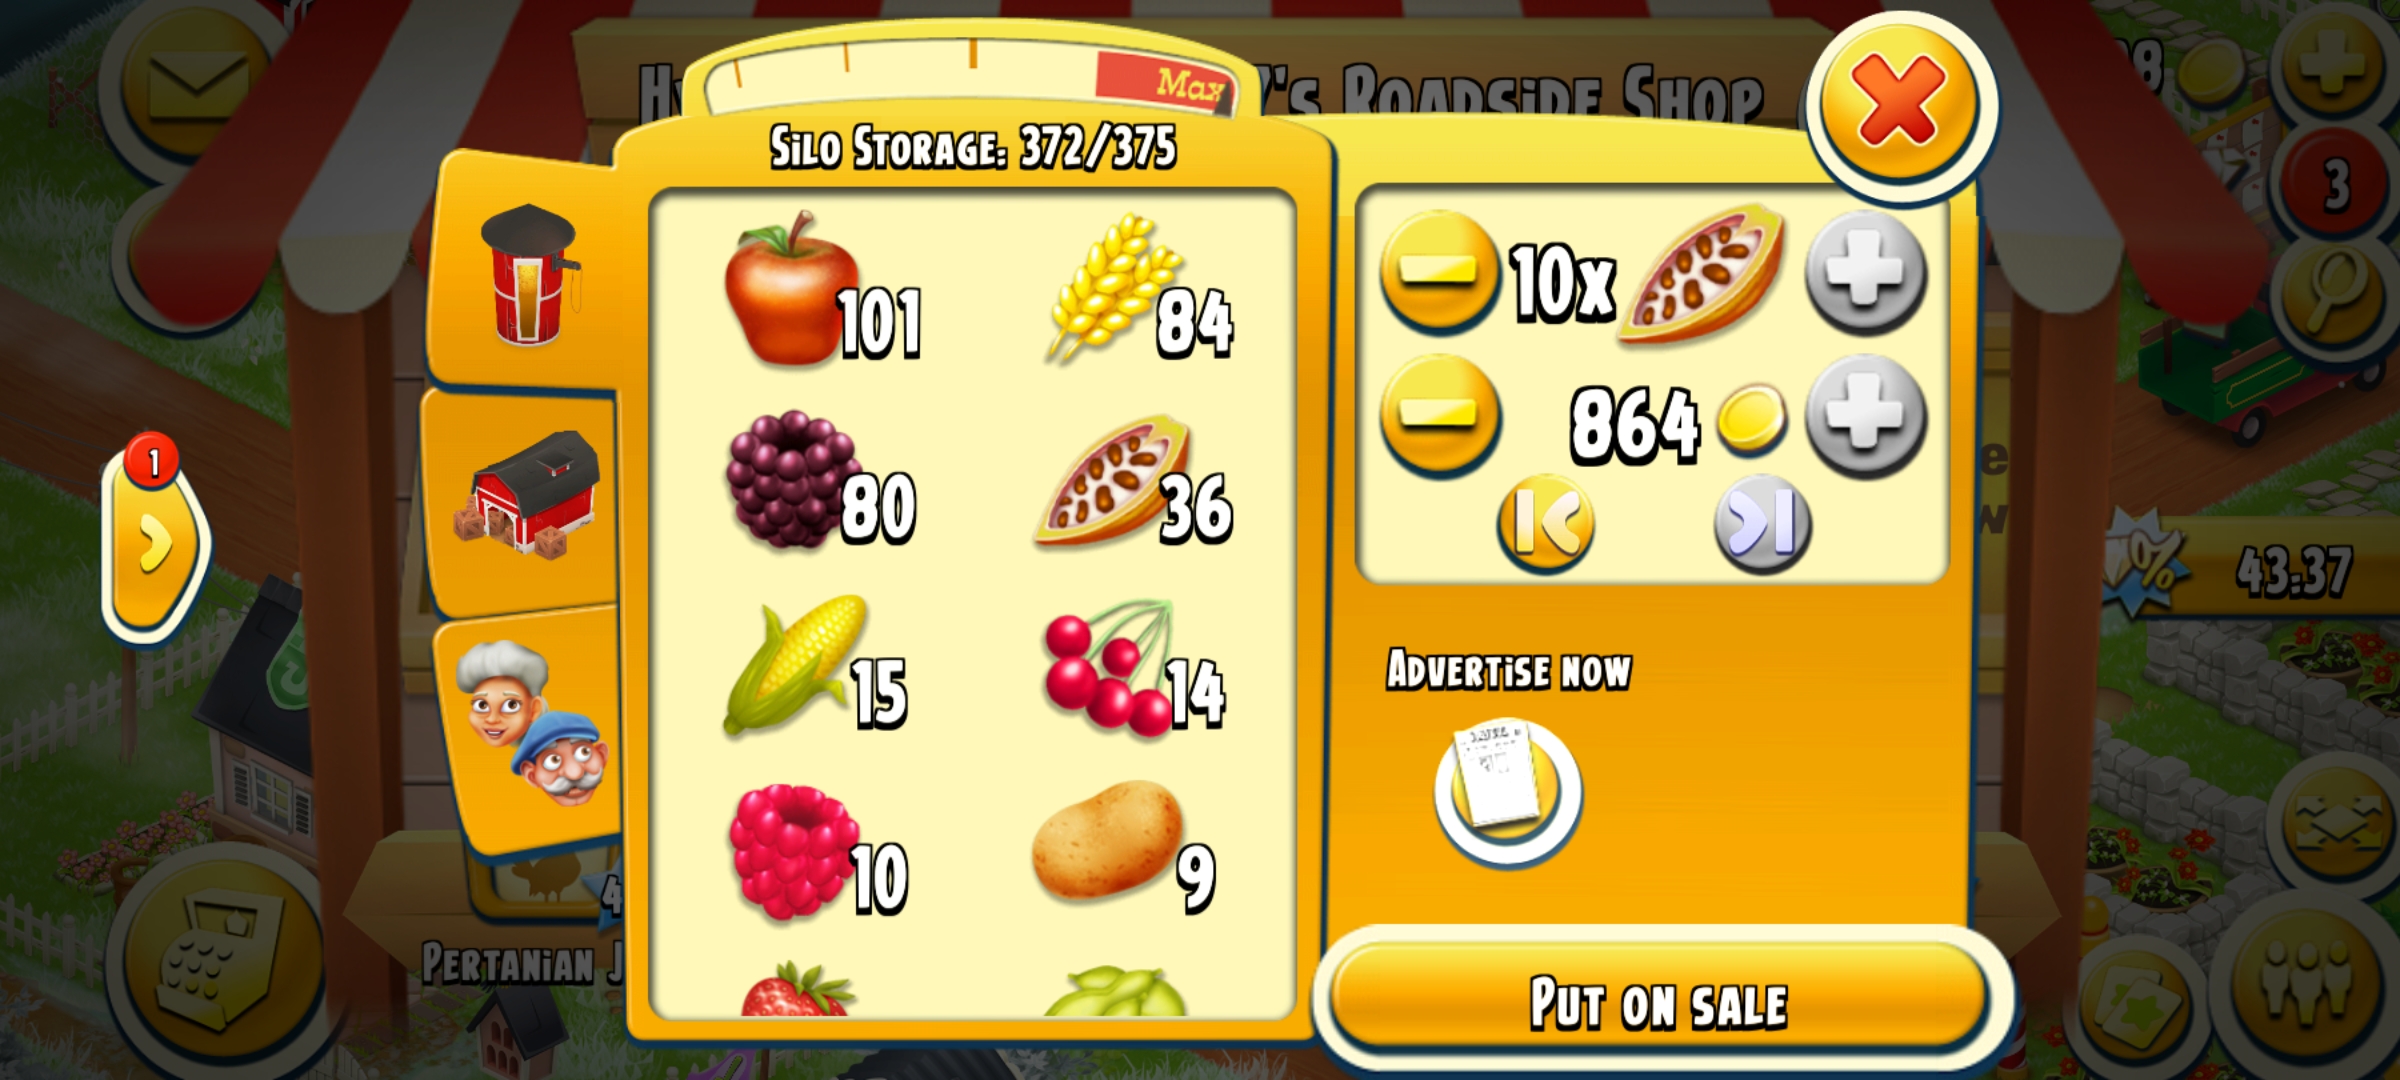 Max
's Roadside Shop
Silo Storage: 372/375
3
101
84
10x
80
36
864
1
43:37
15
14
Advertise now
10
9
Pertanian
Put on sale